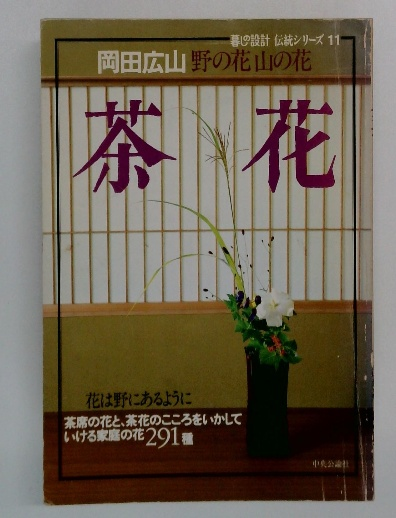 暮しの設計 伝統シリーズ 11
岡田広山 野の花山の花
茶花
花は野にあるように
茶席の花と、茶花のこころをいかして
いける家庭の花291種
中央公論社